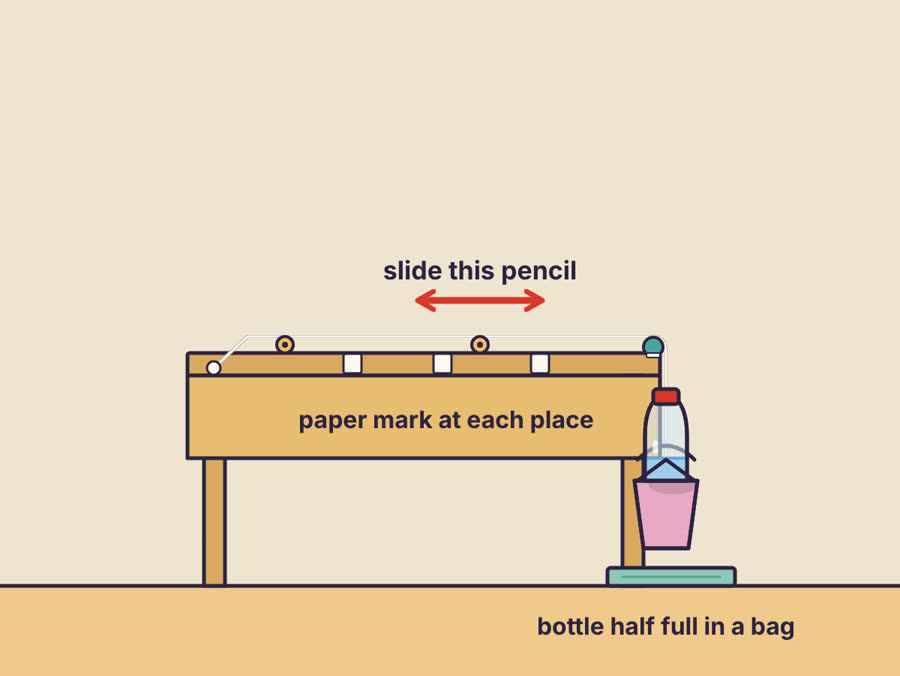 slide this pencil
paper mark at each place
bottle half full in a bag